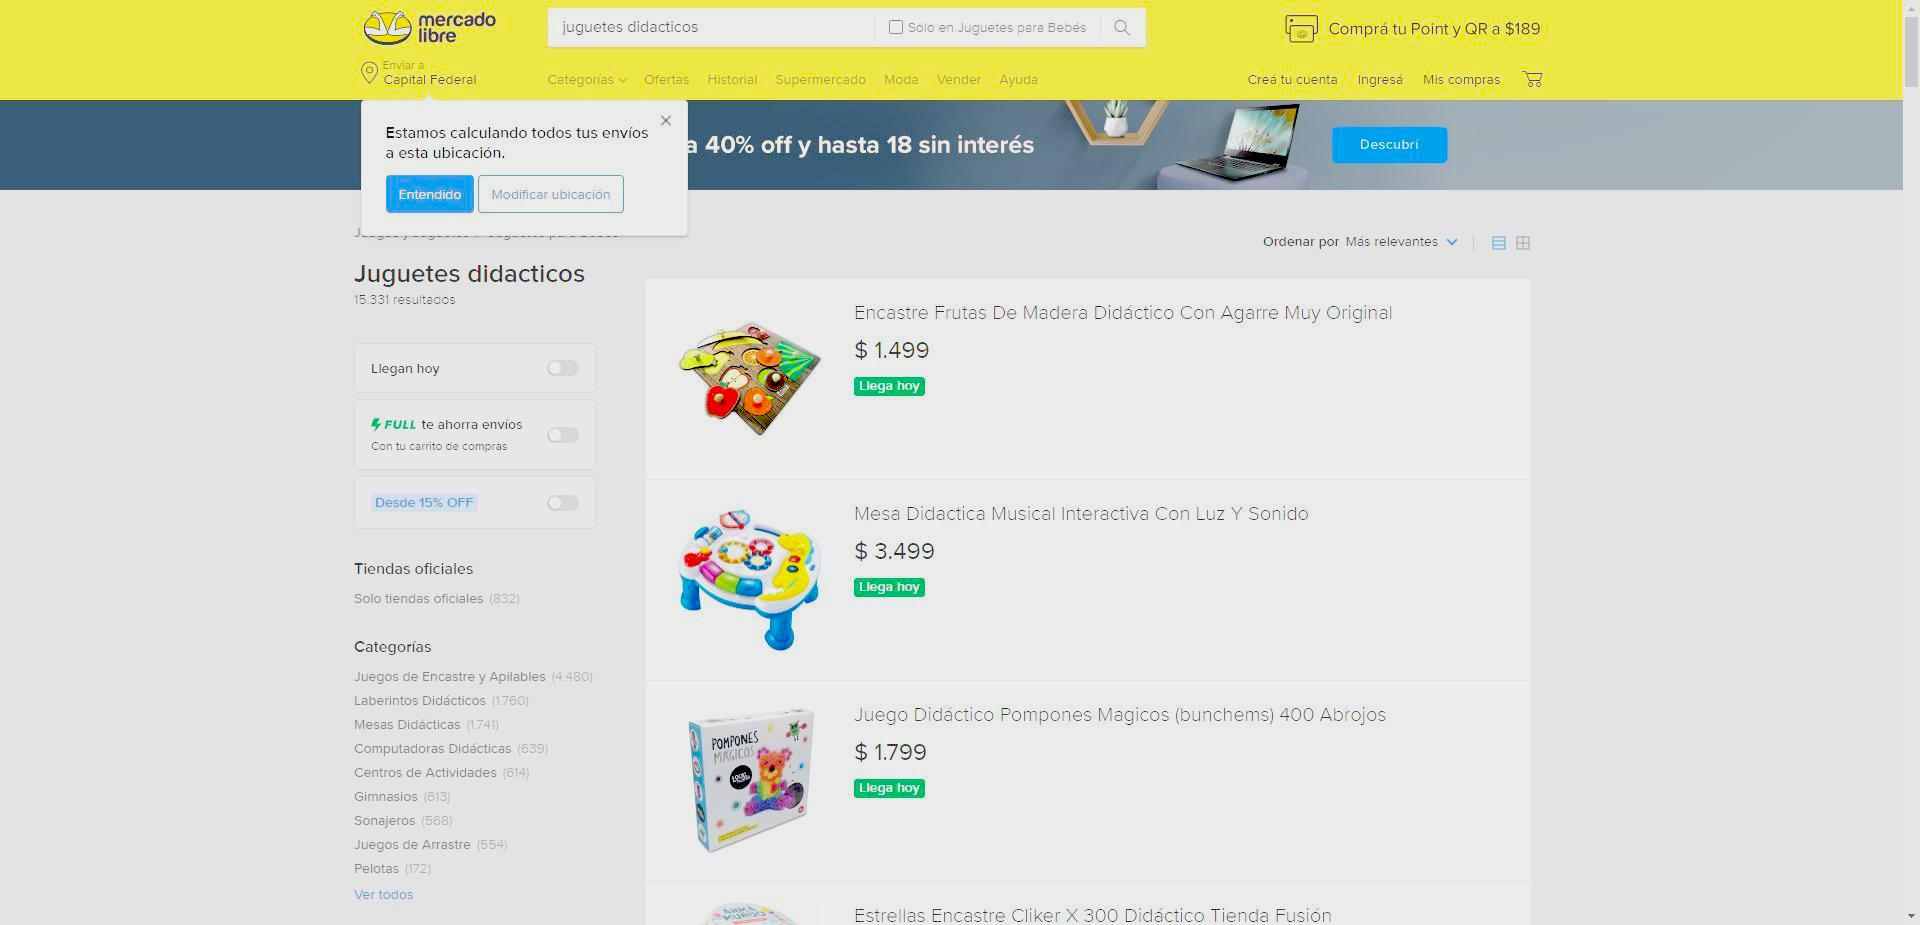 mercado
libre
juguetes didacticos
Solo en Juguetes para Bebés
Comprá tu Point y QR a $189
Enviar a
Capital Federal
Categorías
Ofertas
Historial
Supermercado
Moda
Vender
Ayuda
Creá tu cuenta
Ingresá
Mis compras
Estamos calculando todos tus envíos
a esta ubicación.
Entendido
Modificar ubicación
a 40% off y hasta 18 sin interés
Descubrí
Ordenar por Más relevantes
Juguetes didacticos
15.331 resultados
Llegan hoy
FULL te ahorra envíos
Con tu carrito de compras
Desde 15% OFF
Tiendas oficiales
Solo tiendas oficiales (832)
Categorías
Juegos de Encastre y Apilables (4.480)
Laberintos Didácticos (1.760)
Mesas Didácticas (1.741)
Computadoras Didácticas (639)
Centros de Actividades (614)
Gimnasios (613)
Sonajeros (568)
Juegos de Arrastre (554)
Pelotas (172)
Ver todos
Encastre Frutas De Madera Didáctico Con Agarre Muy Original
$ 1.499
Llega hoy
Mesa Didactica Musical Interactiva Con Luz Y Sonido
$ 3.499
Llega hoy
POMPONES
MÁGICOS
Juego Didáctico Pompones Magicos (bunchems) 400 Abrojos
$ 1.799
Llega hoy
Estrellas Encastre Cliker X 300 Didáctico Tienda Fusión